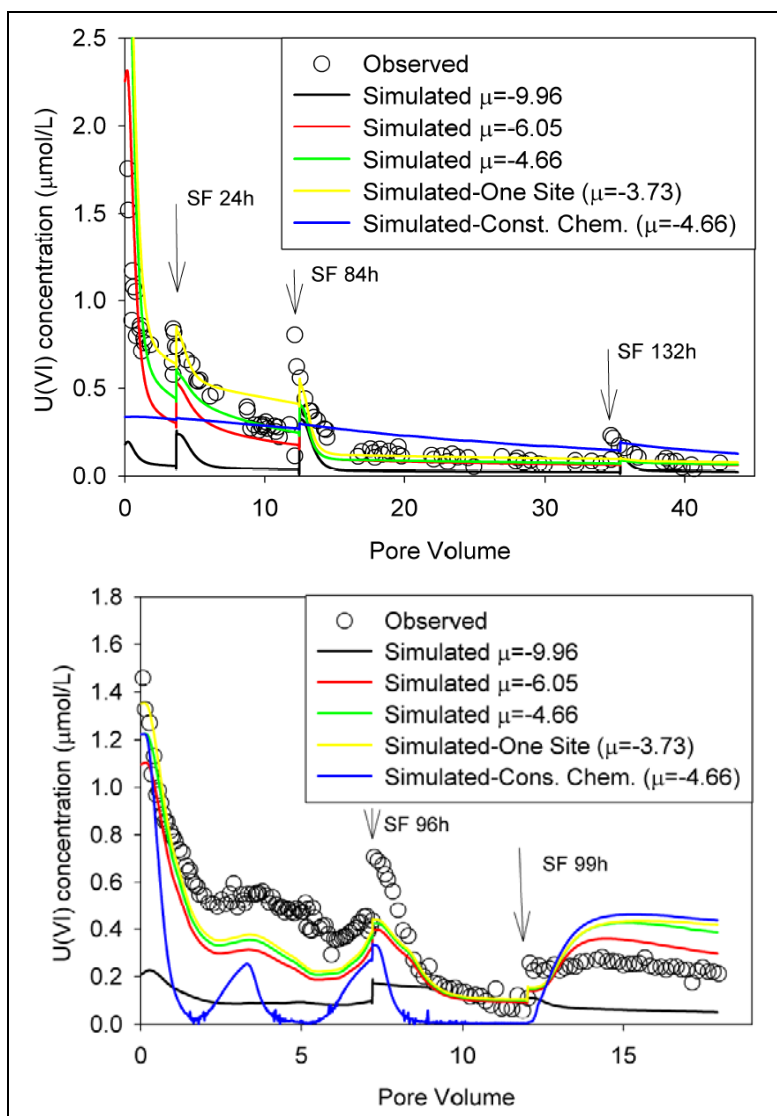 2.5
2.0
1.5
1.0
0.5
0.0
U(VI) concentration (μmol/L)
Observed
Simulated μ=-9.96
Simulated μ=-6.05
Simulated μ=-4.66
Simulated-One Site (μ=-3.73)
Simulated-Const. Chem. (μ=-4.66)
SF 24h
SF 84h
SF 132h
0 10 20 30 40
Pore Volume
1.8
1.6
1.4
1.2
1.0
0.8
0.6
0.4
0.2
0.0
U(VI) concentration (μmol/L)
Observed
Simulated μ=-9.96
Simulated μ=-6.05
Simulated μ=-4.66
Simulated-One Site (μ=-3.73)
Simulated-Cons. Chem. (μ=-4.66)
SF 96h
SF 99h
0 5 10 15
Pore Volume